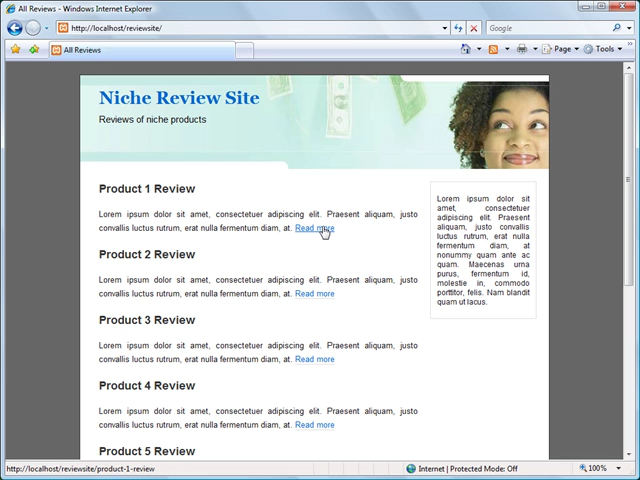 All Reviews - Windows Internet Explorer
http://localhost/reviewsite/
Google
All Reviews
Page
Tools
Niche Review Site
Reviews of niche products
Product 1 Review
Lorem ipsum dolor sit amet, consectetuer adipiscing elit. Praesent aliquam, justo
convallis luctus rutrum, erat nulla fermentum diam, at. Read more
Product 2 Review
Lorem ipsum dolor sit amet, consectetuer adipiscing elit. Praesent aliquam, justo
convallis luctus rutrum, erat nulla fermentum diam, at. Read more
Product 3 Review
Lorem ipsum dolor sit amet, consectetuer adipiscing elit. Praesent aliquam, justo
convallis luctus rutrum, erat nulla fermentum diam, at. Read more
Product 4 Review
Lorem ipsum dolor sit amet, consectetuer adipiscing elit. Praesent aliquam, justo
convallis luctus rutrum, erat nulla fermentum diam, at. Read more
Product 5 Review
Lorem ipsum dolor sit
amet, consectetuer
adipiscing elit. Praesent
aliquam, justo convallis
luctus rutrum, erat nulla
fermentum diam, at
nonummy quam ante ac
quam. Maecenas urna
purus, fermentum id,
molestie in, commodo
porttitor, felis. Nam blandit
quam ut lacus.
http://localhost/reviewsite/product-1-review
Internet | Protected Mode: Off
100%